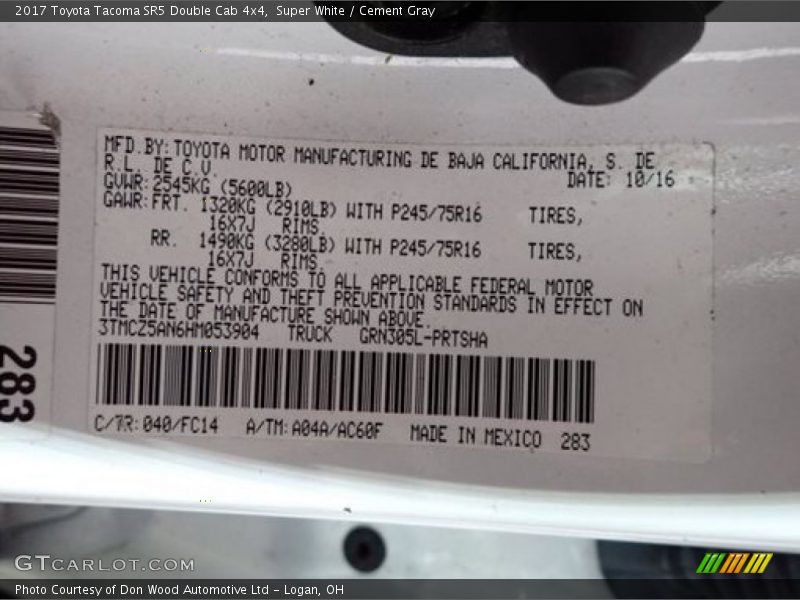 2017 Toyota Tacoma SR5 Double Cab 4x4, Super White / Cement Gray
MFD.BY:TOYOTA MOTOR MANUFACTURING DE BAJA CALIFORNIA, S. DE
R.L. DE C.V. DATE: 10/16
GVWR:2545KG (5600LB)
GAWR:FRT. 1320KG (2910LB) WITH P245/75R16 TIRES,
16X7J RIMS,
RR. 1490KG (3280LB) WITH P245/75R16 TIRES,
16X7J RIMS
THIS VEHICLE CONFORMS TO ALL APPLICABLE FEDERAL MOTOR
VEHICLE SAFETY AND THEFT PREVENTION STANDARDS IN EFFECT ON
THE DATE OF MANUFACTURE SHOWN ABOVE.
3TMCZ5AN6HM053904 TRUCK GRN305L-PRTSHA
C/TR:040/FC14 A/TM:A04A/AC60F MADE IN MEXICO 283
283
GTCARLOT.COM
Photo Courtesy of Don Wood Automotive Ltd - Logan, OH